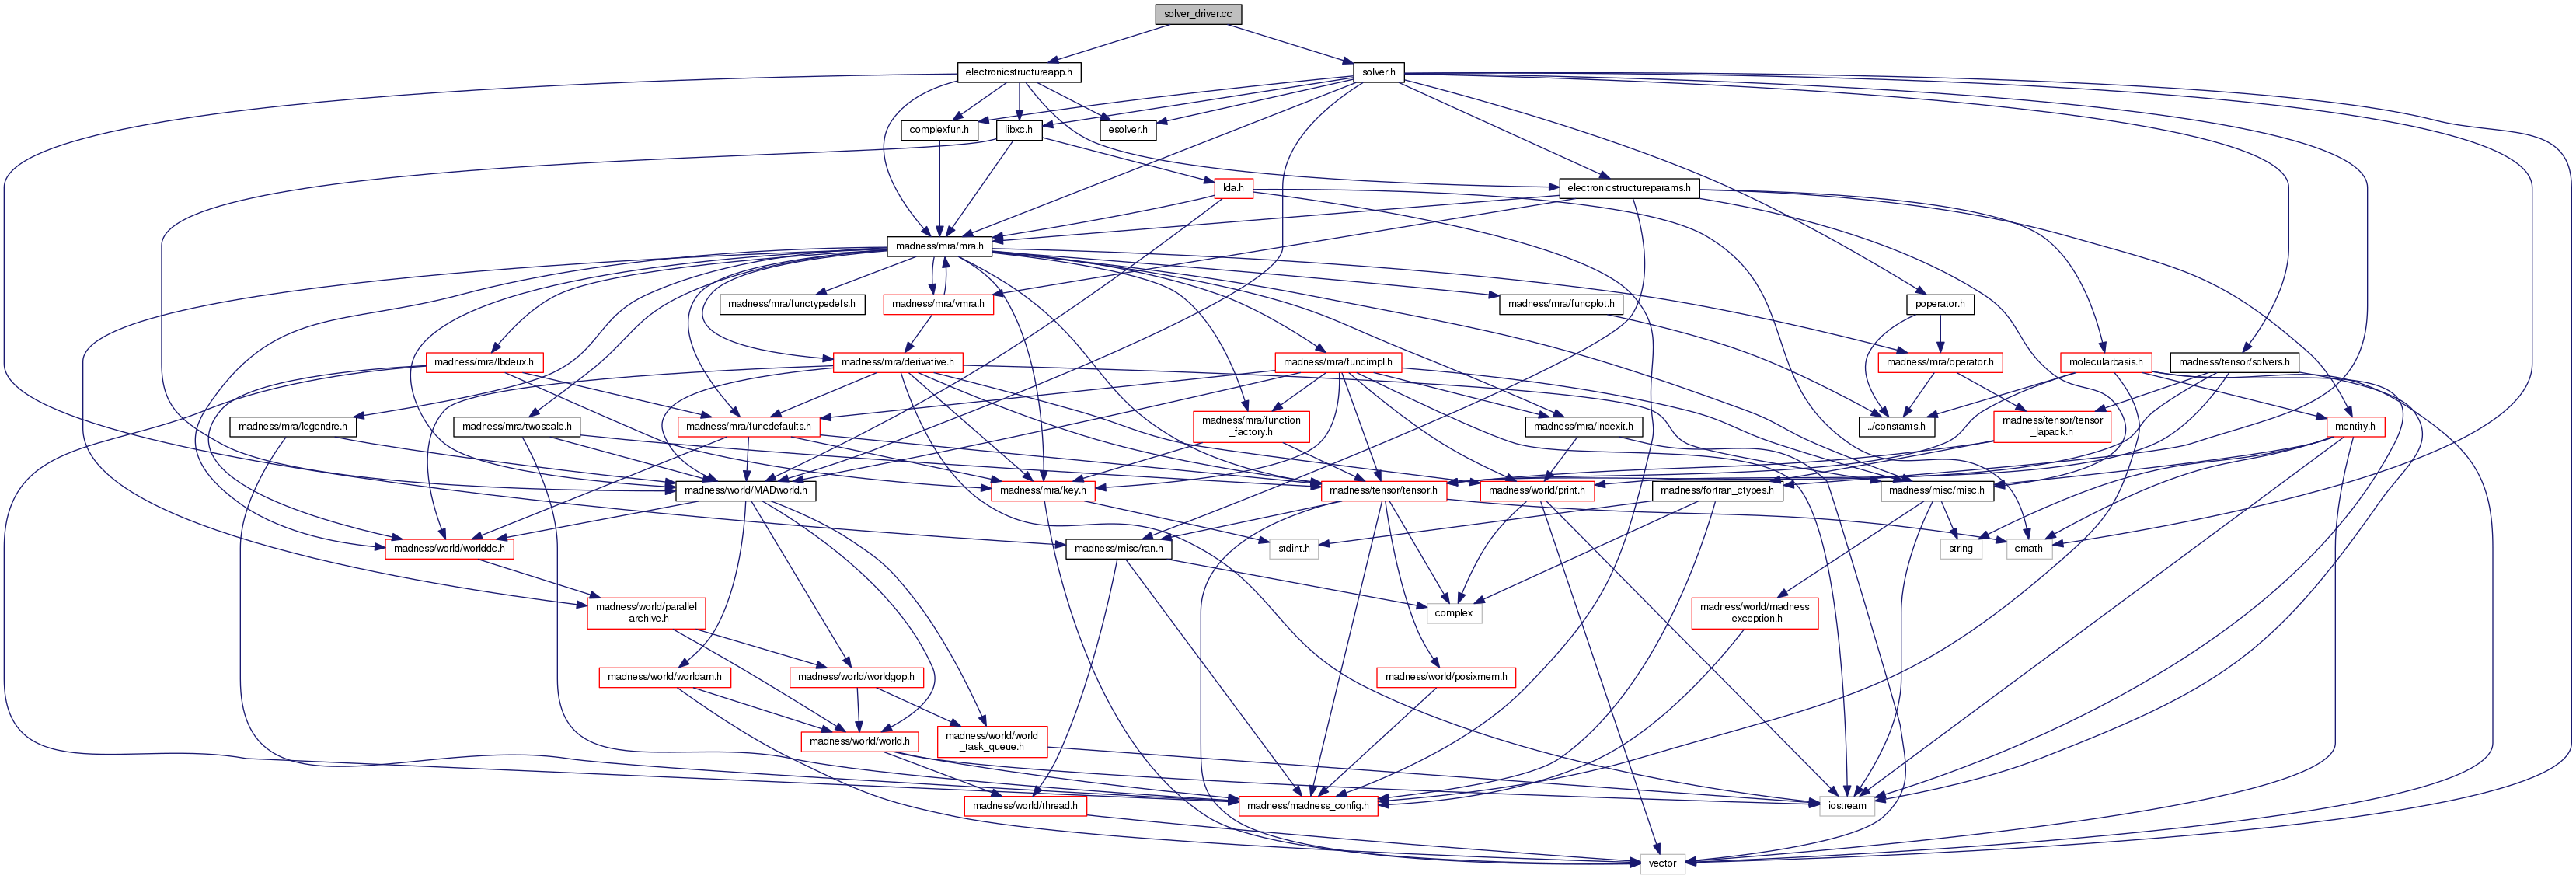 solver_driver.cc
electronicstructureapp.h
solver.h
complexfun.h
libxc.h
esolver.h
lda.h
electronicstructureparams.h
madness/mra/mra.h
madness/mra/functypedefs.h
madness/mra/vmra.h
madness/mra/funcplot.h
poperator.h
madness/mra/lbdeux.h
madness/mra/derivative.h
madness/mra/funcimpl.h
madness/mra/operator.h
molecularbasis.h
madness/tensor/solvers.h
madness/mra/legendre.h
madness/mra/twoscale.h
madness/mra/funcdefaults.h
madness/mra/function
_factory.h
madness/mra/indexit.h
../constants.h
madness/tensor/tensor
_lapack.h
mentity.h
madness/world/MADworld.h
madness/mra/key.h
madness/tensor/tensor.h
madness/world/print.h
madness/fortran_ctypes.h
madness/misc/misc.h
madness/world/worlddc.h
madness/misc/ran.h
stdint.h
string
cmath
madness/world/parallel
_archive.h
complex
madness/world/madness
_exception.h
madness/world/worldam.h
madness/world/worldgop.h
madness/world/posixmem.h
madness/world/world.h
madness/world/world
_task_queue.h
madness/world/thread.h
madness/madness_config.h
iostream
vector